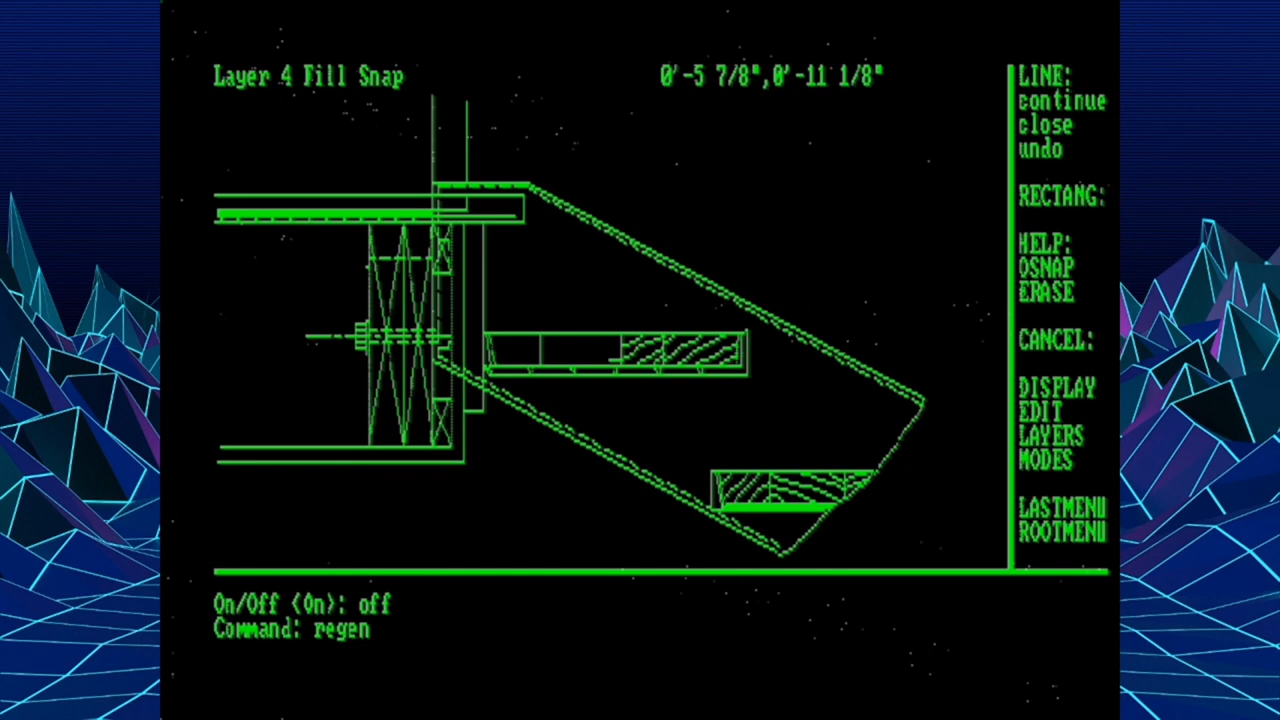 Layer 4 Fill Snap
0'-5 7/8",0'-11 1/8"
LINE:
continue
close
undo
RECTANG:
HELP:
OSNAP
ERASE
CANCEL:
DISPLAY
EDIT
LAYERS
MODES
LASTMENU
ROOTMENU
On/Off <On>: off
Command: regen